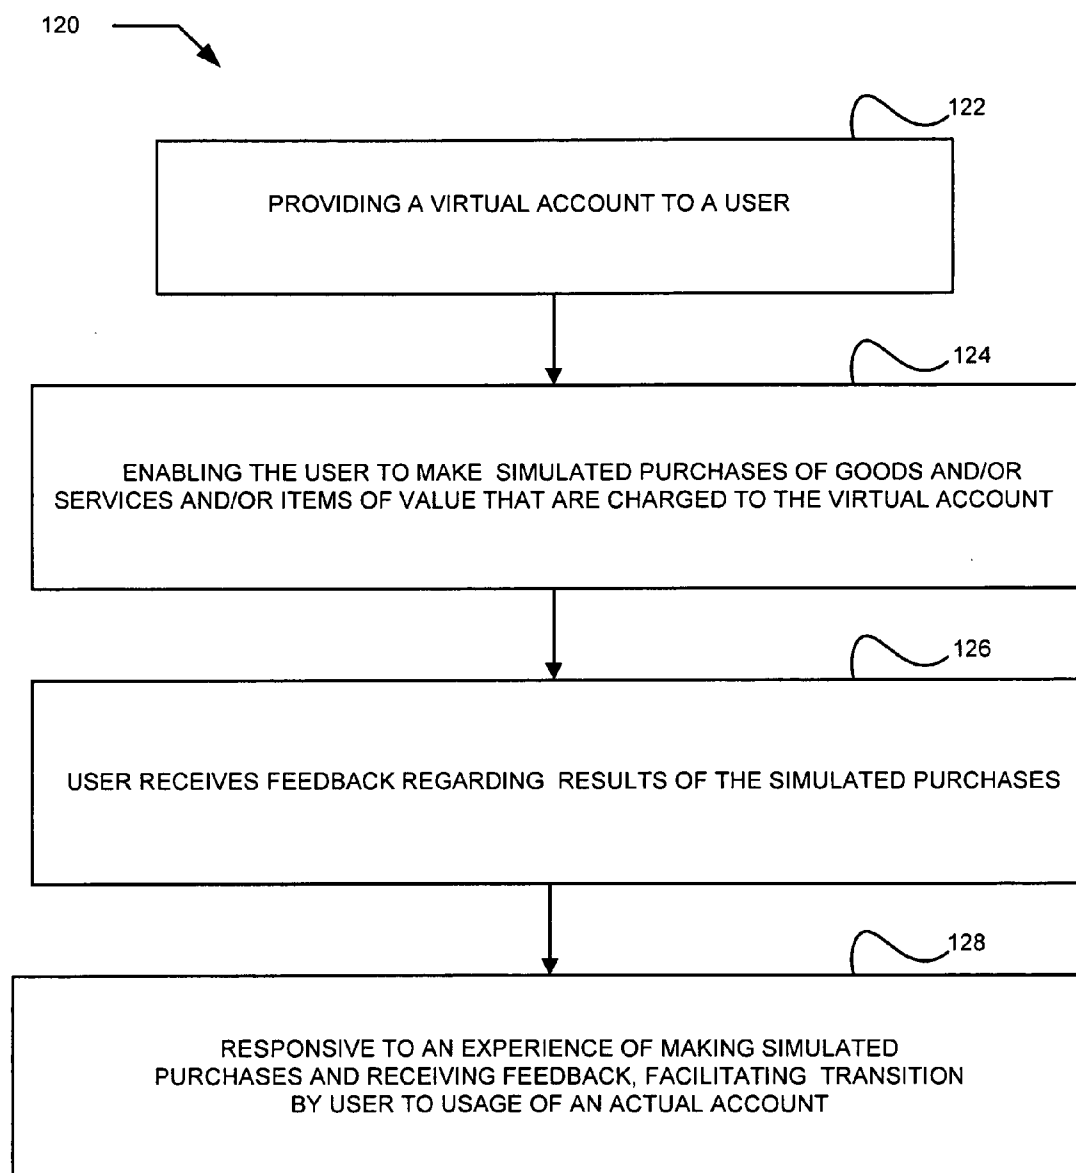 120
122
PROVIDING A VIRTUAL ACCOUNT TO A USER
124
ENABLING THE USER TO MAKE SIMULATED PURCHASES OF GOODS AND/OR
SERVICES AND/OR ITEMS OF VALUE THAT ARE CHARGED TO THE VIRTUAL ACCOUNT
126
USER RECEIVES FEEDBACK REGARDING RESULTS OF THE SIMULATED PURCHASES
128
RESPONSIVE TO AN EXPERIENCE OF MAKING SIMULATED
PURCHASES AND RECEIVING FEEDBACK, FACILITATING TRANSITION
BY USER TO USAGE OF AN ACTUAL ACCOUNT